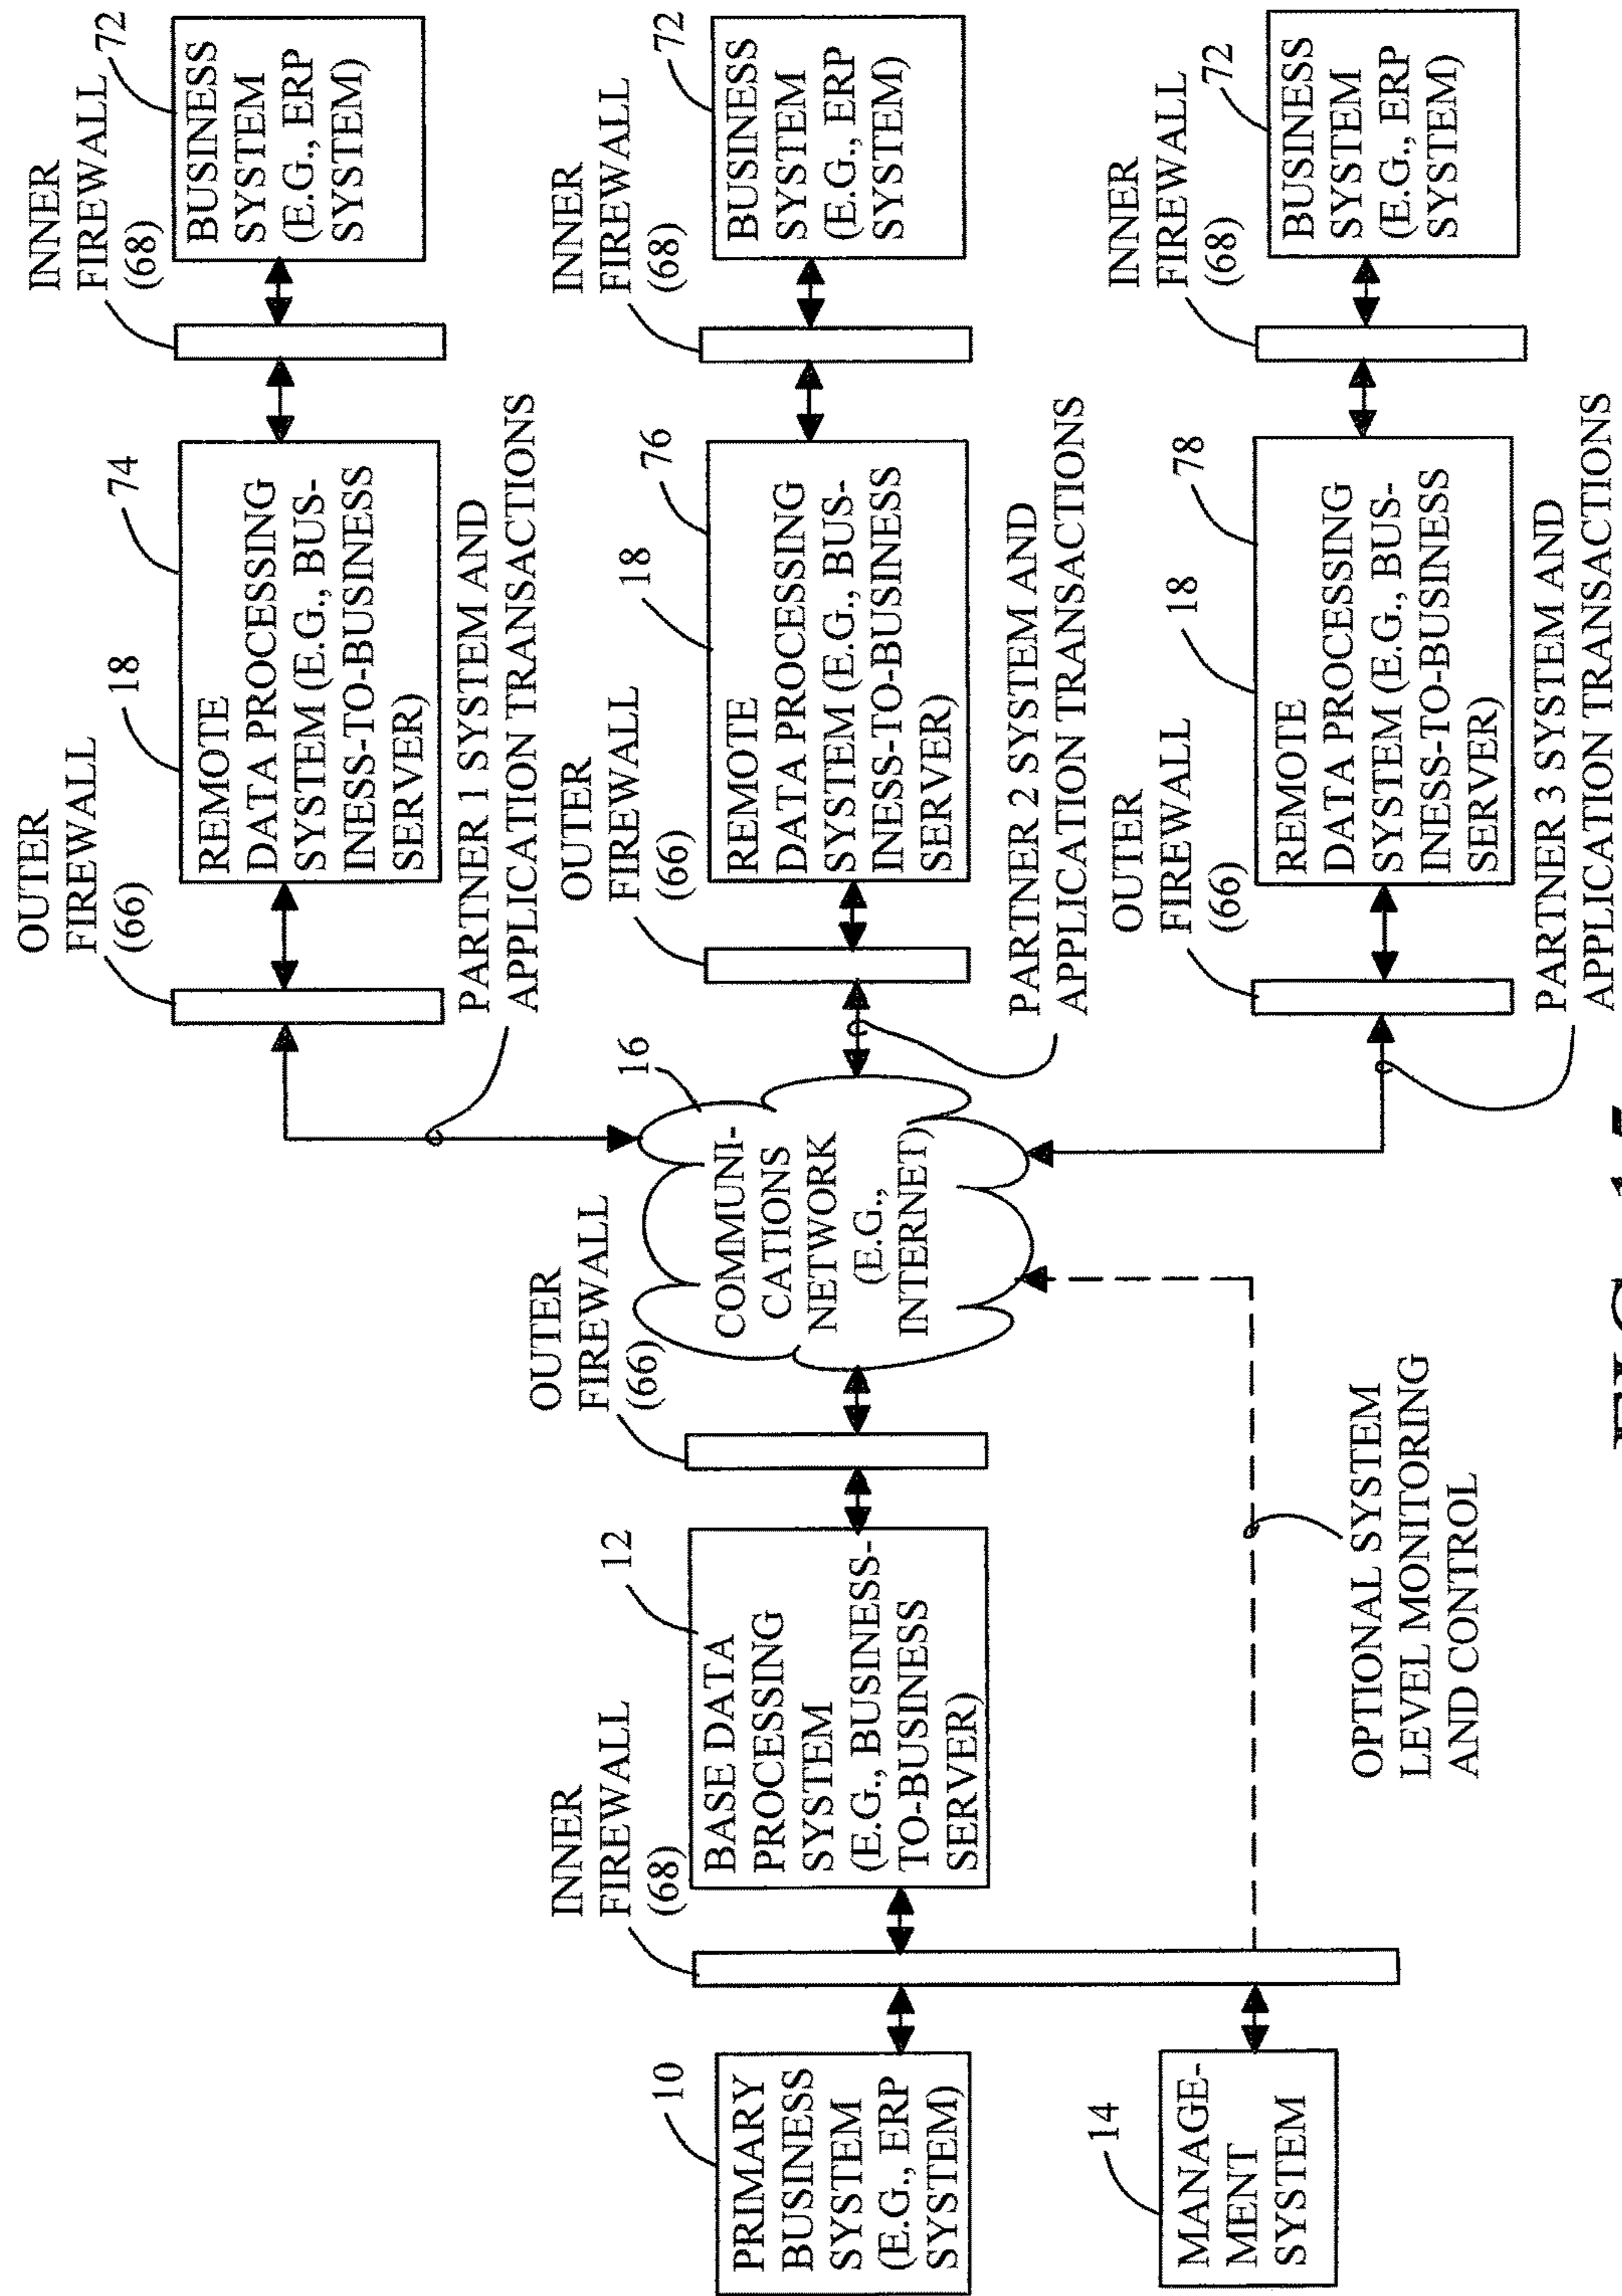 OUTER
FIREWALL
(66)
18
74
REMOTE
DATA PROCESSING
SYSTEM (E.G., BUS-
INESS-TO-BUSINESS
SERVER)
INNER
FIREWALL
(68)
72
BUSINESS
SYSTEM
(E.G., ERP
SYSTEM)
PARTNER 1 SYSTEM AND
APPLICATION TRANSACTIONS
10
PRIMARY
BUSINESS
SYSTEM
(E.G., ERP
SYSTEM)
INNER
FIREWALL
(68)
12
BASE DATA
PROCESSING
SYSTEM
(E.G., BUSINESS-
TO-BUSINESS
SERVER)
OUTER
FIREWALL
(66)
16
COMMUNI-
CATIONS
NETWORK
(E.G.,
INTERNET)
OUTER
FIREWALL
(66)
18
76
REMOTE
DATA PROCESSING
SYSTEM (E.G., BUS-
INESS-TO-BUSINESS
SERVER)
INNER
FIREWALL
(68)
72
BUSINESS
SYSTEM
(E.G., ERP
SYSTEM)
PARTNER 2 SYSTEM AND
APPLICATION TRANSACTIONS
14
MANAGE-
MENT
SYSTEM
OPTIONAL SYSTEM
LEVEL MONITORING
AND CONTROL
OUTER
FIREWALL
(66)
18
78
REMOTE
DATA PROCESSING
SYSTEM (E.G., BUS-
INESS-TO-BUSINESS
SERVER)
INNER
FIREWALL
(68)
72
BUSINESS
SYSTEM
(E.G., ERP
SYSTEM)
PARTNER 3 SYSTEM AND
APPLICATION TRANSACTIONS